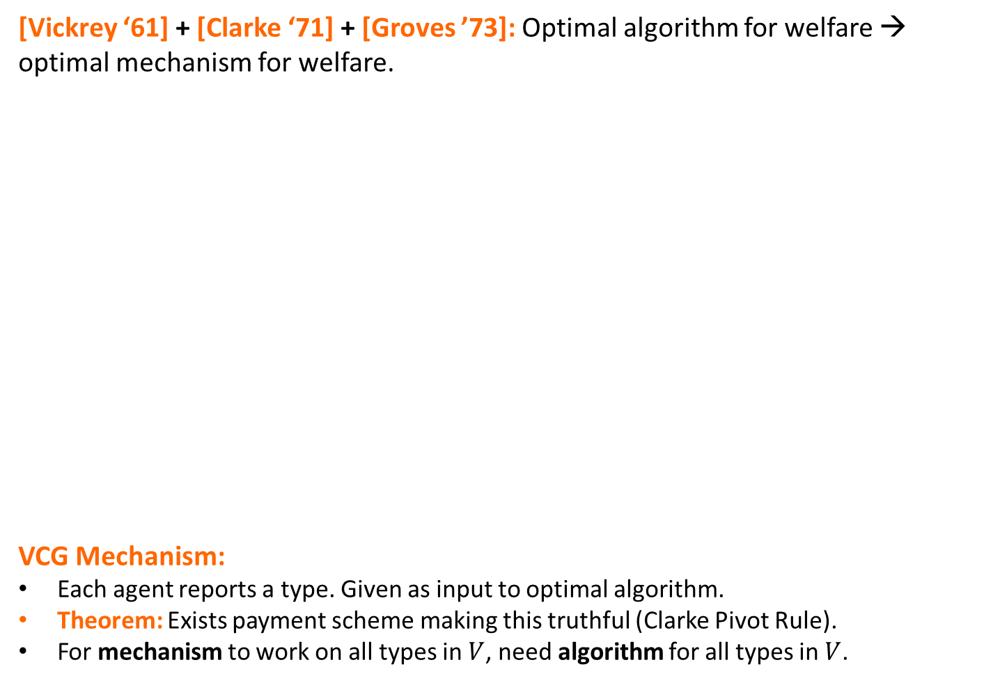 [Vickrey ‘61] + [Clarke ‘71] + [Groves ’73]: Optimal algorithm for welfare →
optimal mechanism for welfare.
VCG Mechanism:
• Each agent reports a type. Given as input to optimal algorithm.
• Theorem: Exists payment scheme making this truthful (Clarke Pivot Rule).
• For mechanism to work on all types in 𝑉, need algorithm for all types in 𝑉.